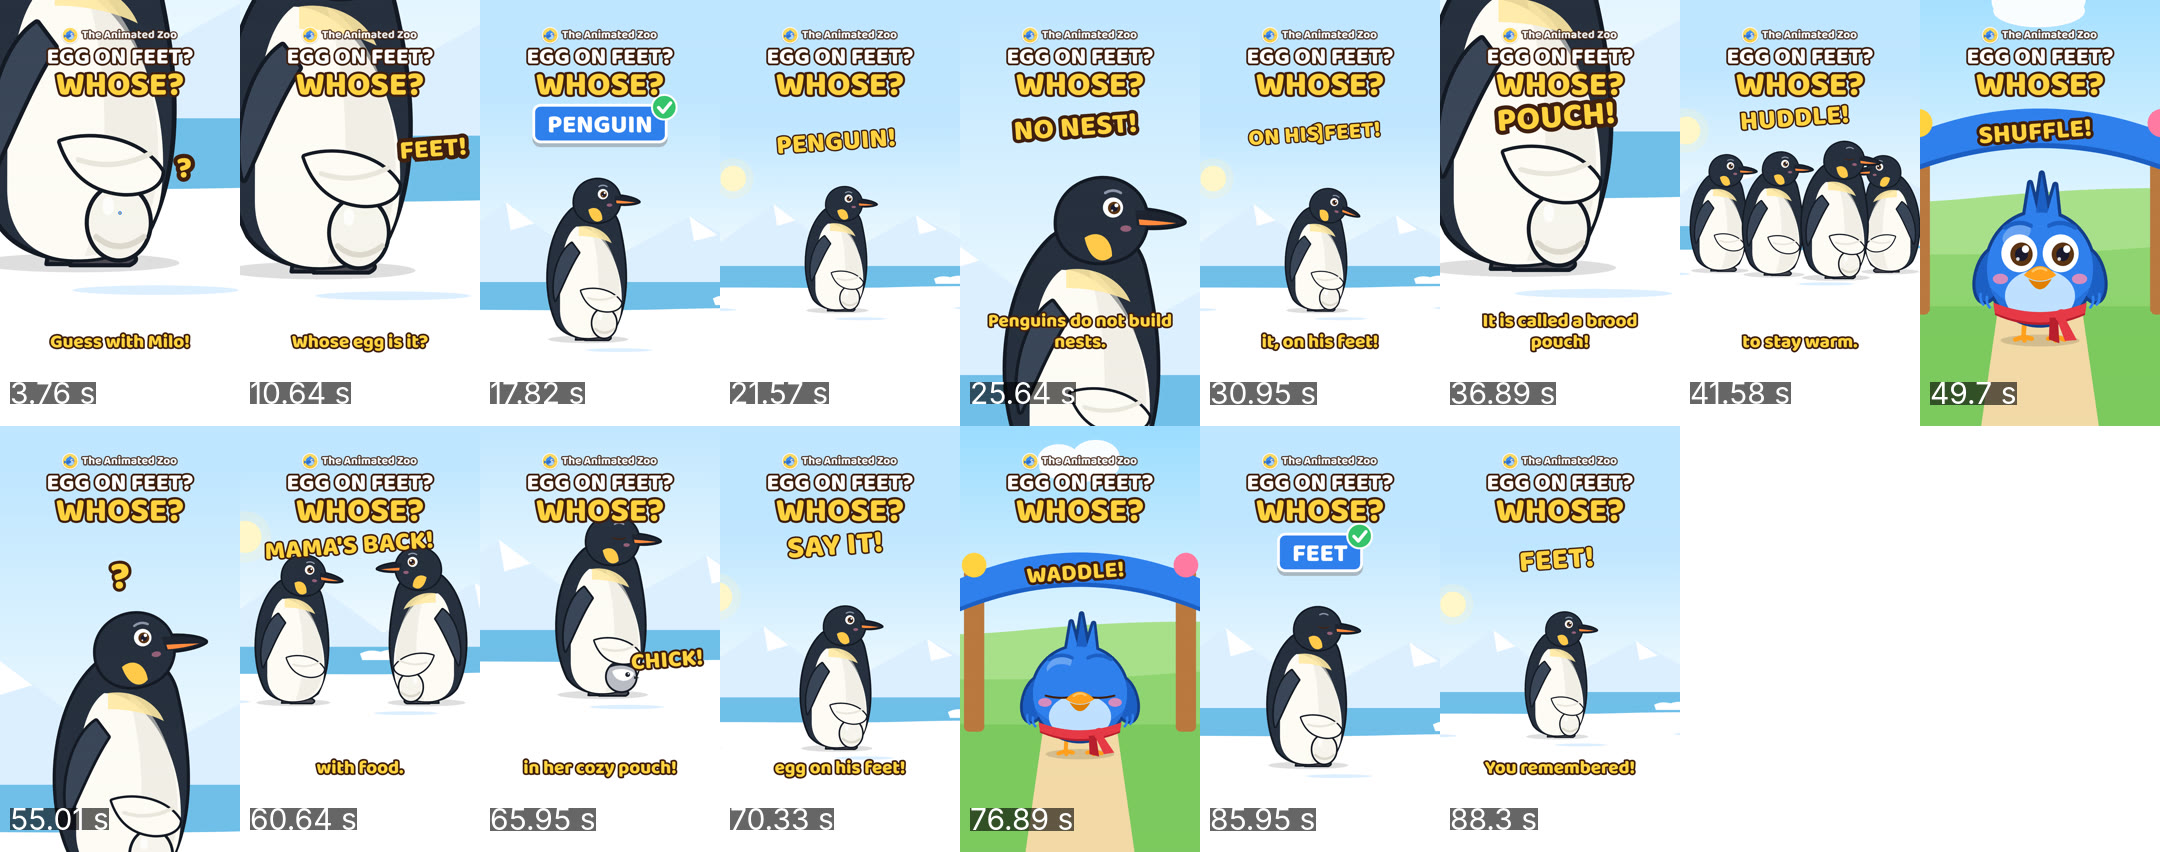 The Animated Zoo
EGG ON FEET?
WHOSE?
?
Guess with Milo!
3.76 s
The Animated Zoo
EGG ON FEET?
WHOSE?
FEET!
Whose egg is it?
10.64 s
The Animated Zoo
EGG ON FEET?
WHOSE?
PENGUIN
17.82 s
The Animated Zoo
EGG ON FEET?
WHOSE?
PENGUIN!
21.57 s
The Animated Zoo
EGG ON FEET?
WHOSE?
NO NEST!
Penguins do not build
nests.
25.64 s
The Animated Zoo
EGG ON FEET?
WHOSE?
ON HIS FEET!
it, on his feet!
30.95 s
The Animated Zoo
EGG ON FEET?
WHOSE?
POUCH!
It is called a brood
pouch!
36.89 s
The Animated Zoo
EGG ON FEET?
WHOSE?
HUDDLE!
to stay warm.
41.58 s
The Animated Zoo
EGG ON FEET?
WHOSE?
SHUFFLE!
49.7 s
The Animated Zoo
EGG ON FEET?
WHOSE?
?
55.01 s
The Animated Zoo
EGG ON FEET?
WHOSE?
MAMA'S BACK!
with food.
60.64 s
The Animated Zoo
EGG ON FEET?
WHOSE?
CHICK!
in her cozy pouch!
65.95 s
The Animated Zoo
EGG ON FEET?
WHOSE?
SAY IT!
egg on his feet!
70.33 s
The Animated Zoo
EGG ON FEET?
WHOSE?
WADDLE!
76.89 s
The Animated Zoo
EGG ON FEET?
WHOSE?
FEET
85.95 s
The Animated Zoo
EGG ON FEET?
WHOSE?
FEET!
You remembered!
88.3 s